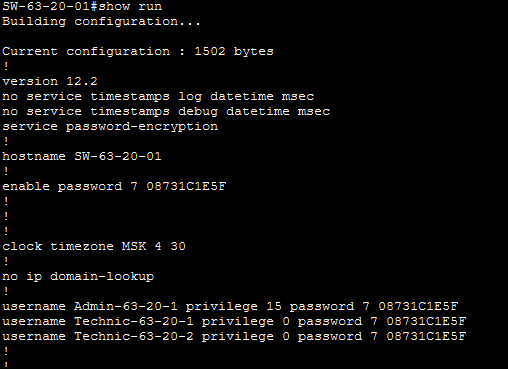 SW-63-20-01#show run
Building configuration...
Current configuration : 1502 bytes
!
version 12.2
no service timestamps log datetime msec
no service timestamps debug datetime msec
service password-encryption
!
hostname SW-63-20-01
!
enable password 7 08731C1E5F
!
!
!
clock timezone MSK 4 30
!
no ip domain-lookup
!
username Admin-63-20-1 privilege 15 password 7 08731C1E5F
username Technic-63-20-1 privilege 0 password 7 08731C1E5F
username Technic-63-20-2 privilege 0 password 7 08731C1E5F
!
!